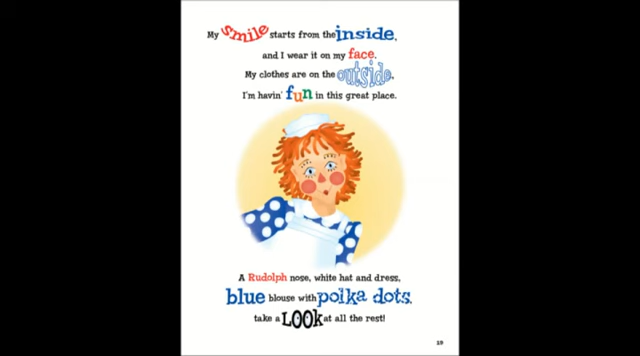 My smile starts from the inside,
and I wear it on my face.
My clothes are on the outside,
I'm havin' fun in this great place.
A Rudolph nose, white hat and dress,
blue blouse with polka dots.
take a LOOK at all the rest!
19